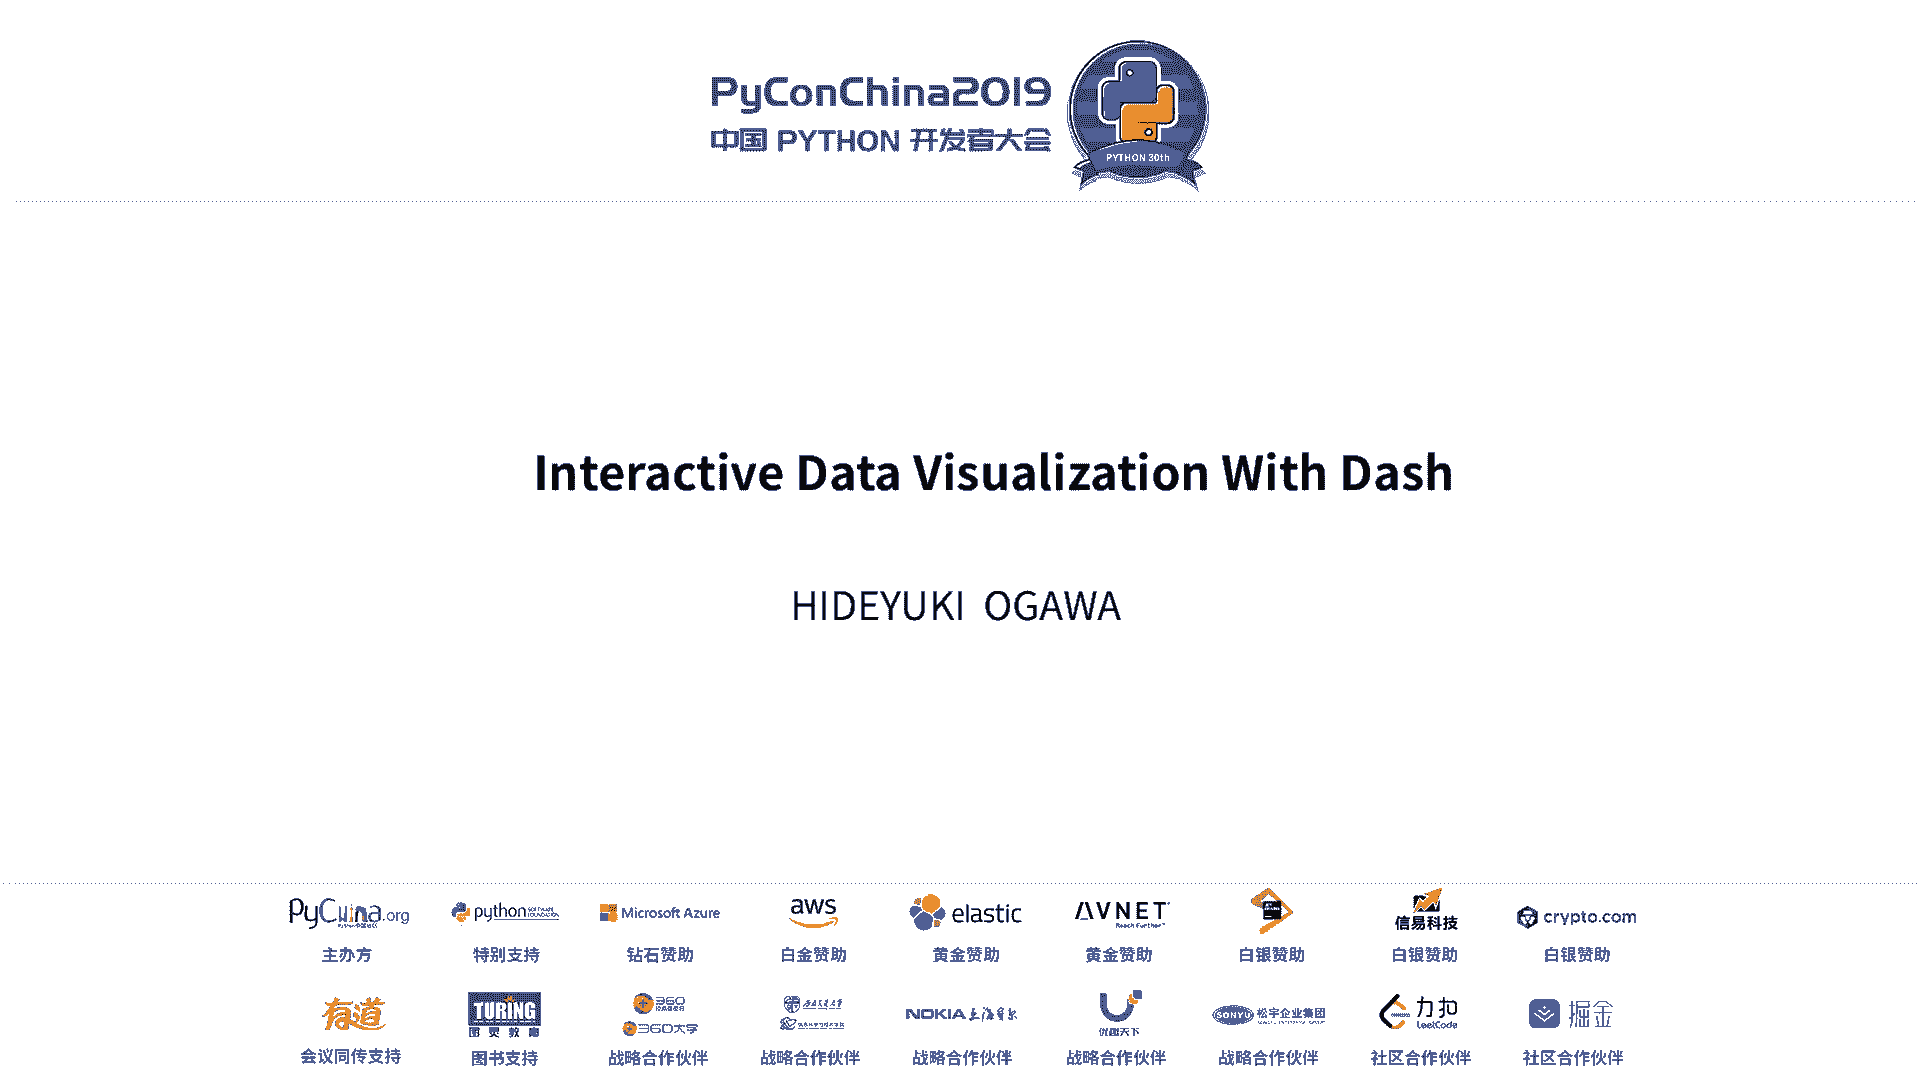 PyConChina2019
中国 PYTHON 开发者大会
PYTHON 30th
Interactive Data Visualization With Dash
HIDEYUKI OGAWA
PyChina.org
python
Microsoft Azure
aws
elastic
AVNET
Reach Further™
信易科技
crypto.com
主办方
特别支持
钻石赞助
白金赞助
黄金赞助
黄金赞助
白银赞助
白银赞助
白银赞助
有道
TURING
图灵教育
360
360大学
NOKIA 上海贝尔
优趣天下
SONYU 松宇企业集团
力扣
LeetCode
掘金
会议同传支持
图书支持
战略合作伙伴
战略合作伙伴
战略合作伙伴
战略合作伙伴
战略合作伙伴
社区合作伙伴
社区合作伙伴